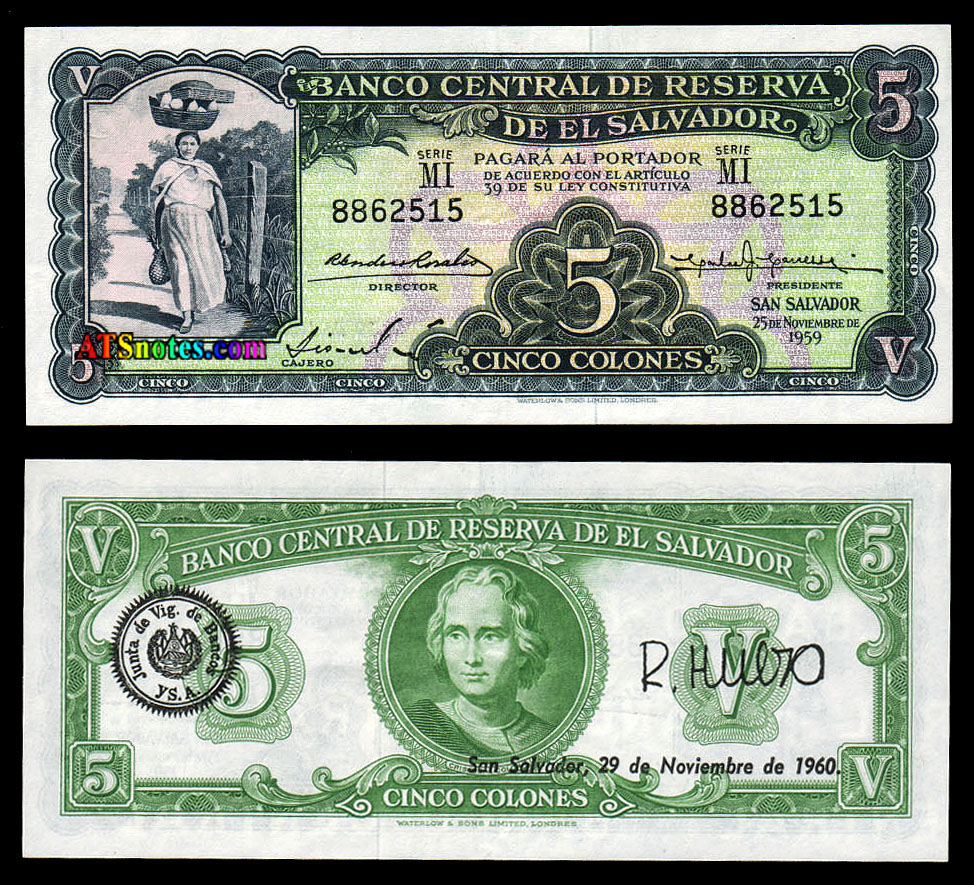 V
5
BANCO CENTRAL DE RESERVA
DE EL SALVADOR
SERIE
MI
PAGARÁ AL PORTADOR
DE ACUERDO CON EL ARTÍCULO
39 DE SU LEY CONSTITUTIVA
SERIE
MI
8862515
8862515
CINCO
DIRECTOR
5
PRESIDENTE
SAN SALVADOR
25 DE NOVIEMBRE DE
1959
ATSnotes.com
CAJERO
CINCO COLONES
5
V
CINCO
CINCO
CINCO
WATERLOW & SONS LIMITED, LONDRES.
V
5
BANCO CENTRAL DE RESERVA DE EL SALVADOR
Junta de Vig. de Bancos
y S.A.
5
V
San Salvador, 29 de Noviembre de 1960.
5
V
CINCO COLONES
WATERLOW & SONS LIMITED, LONDRES